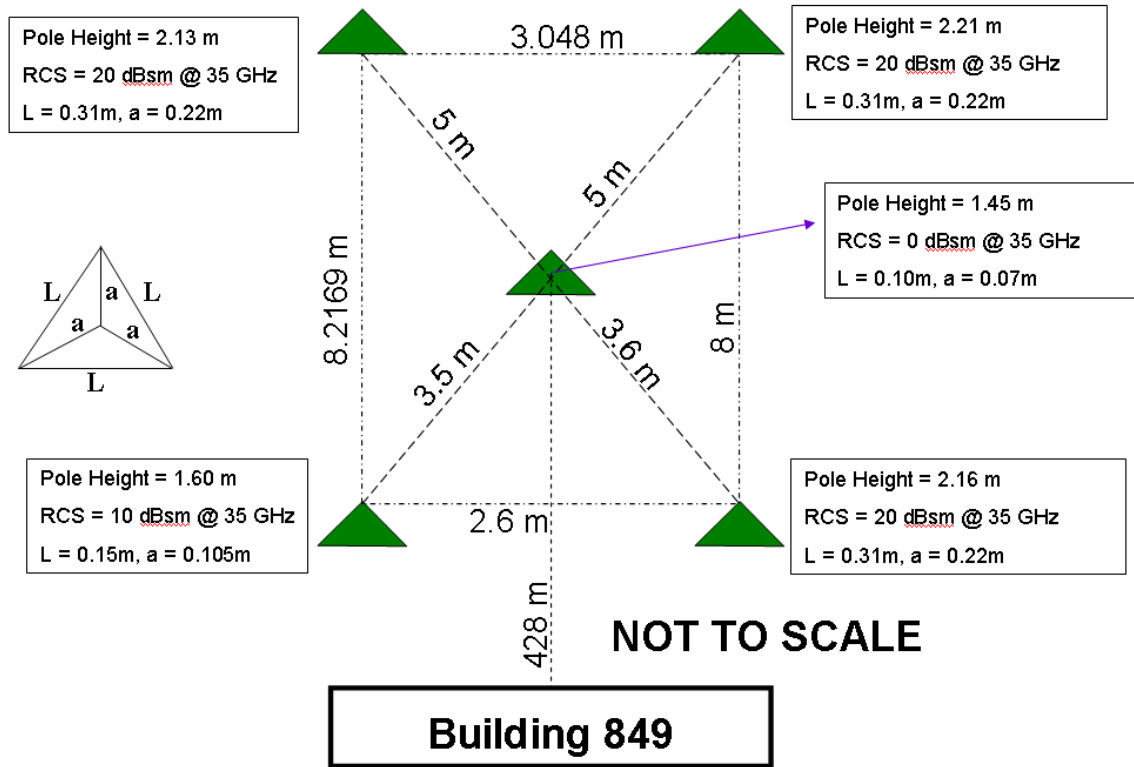 Pole Height = 2.13 m
RCS = 20 dBsm @ 35 GHz
L = 0.31m, a = 0.22m
3.048 m
Pole Height = 2.21 m
RCS = 20 dBsm @ 35 GHz
L = 0.31m, a = 0.22m
5 m
5 m
Pole Height = 1.45 m
RCS = 0 dBsm @ 35 GHz
L = 0.10m, a = 0.07m
L
a
L
a
a
L
8.2169 m
3.5 m
3.6 m
8 m
Pole Height = 1.60 m
RCS = 10 dBsm @ 35 GHz
L = 0.15m, a = 0.105m
2.6 m
Pole Height = 2.16 m
RCS = 20 dBsm @ 35 GHz
L = 0.31m, a = 0.22m
428 m
NOT TO SCALE
Building 849